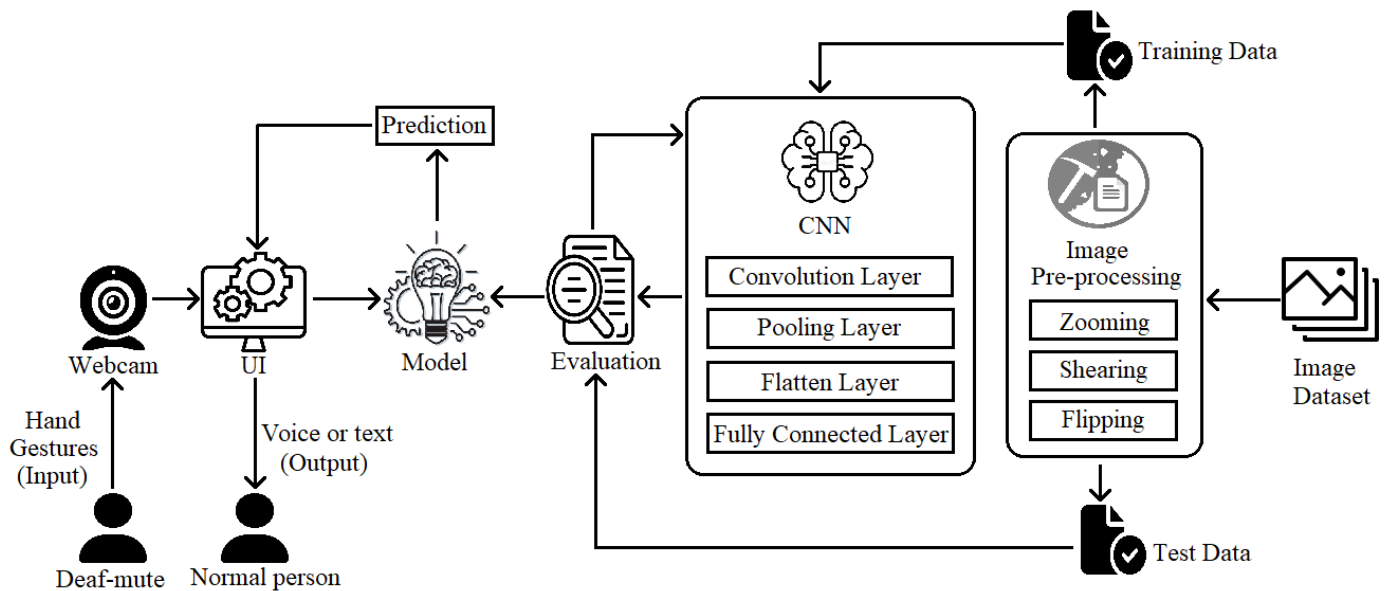 Training Data
Prediction
CNN
Image
Pre-processing
Convolution Layer
Zooming
Pooling Layer
Webcam
UI
Model
Evaluation
Shearing
Image
Dataset
Flatten Layer
Flipping
Fully Connected Layer
Hand
Gestures
(Input)
Voice or text
(Output)
Test Data
Deaf-mute
Normal person